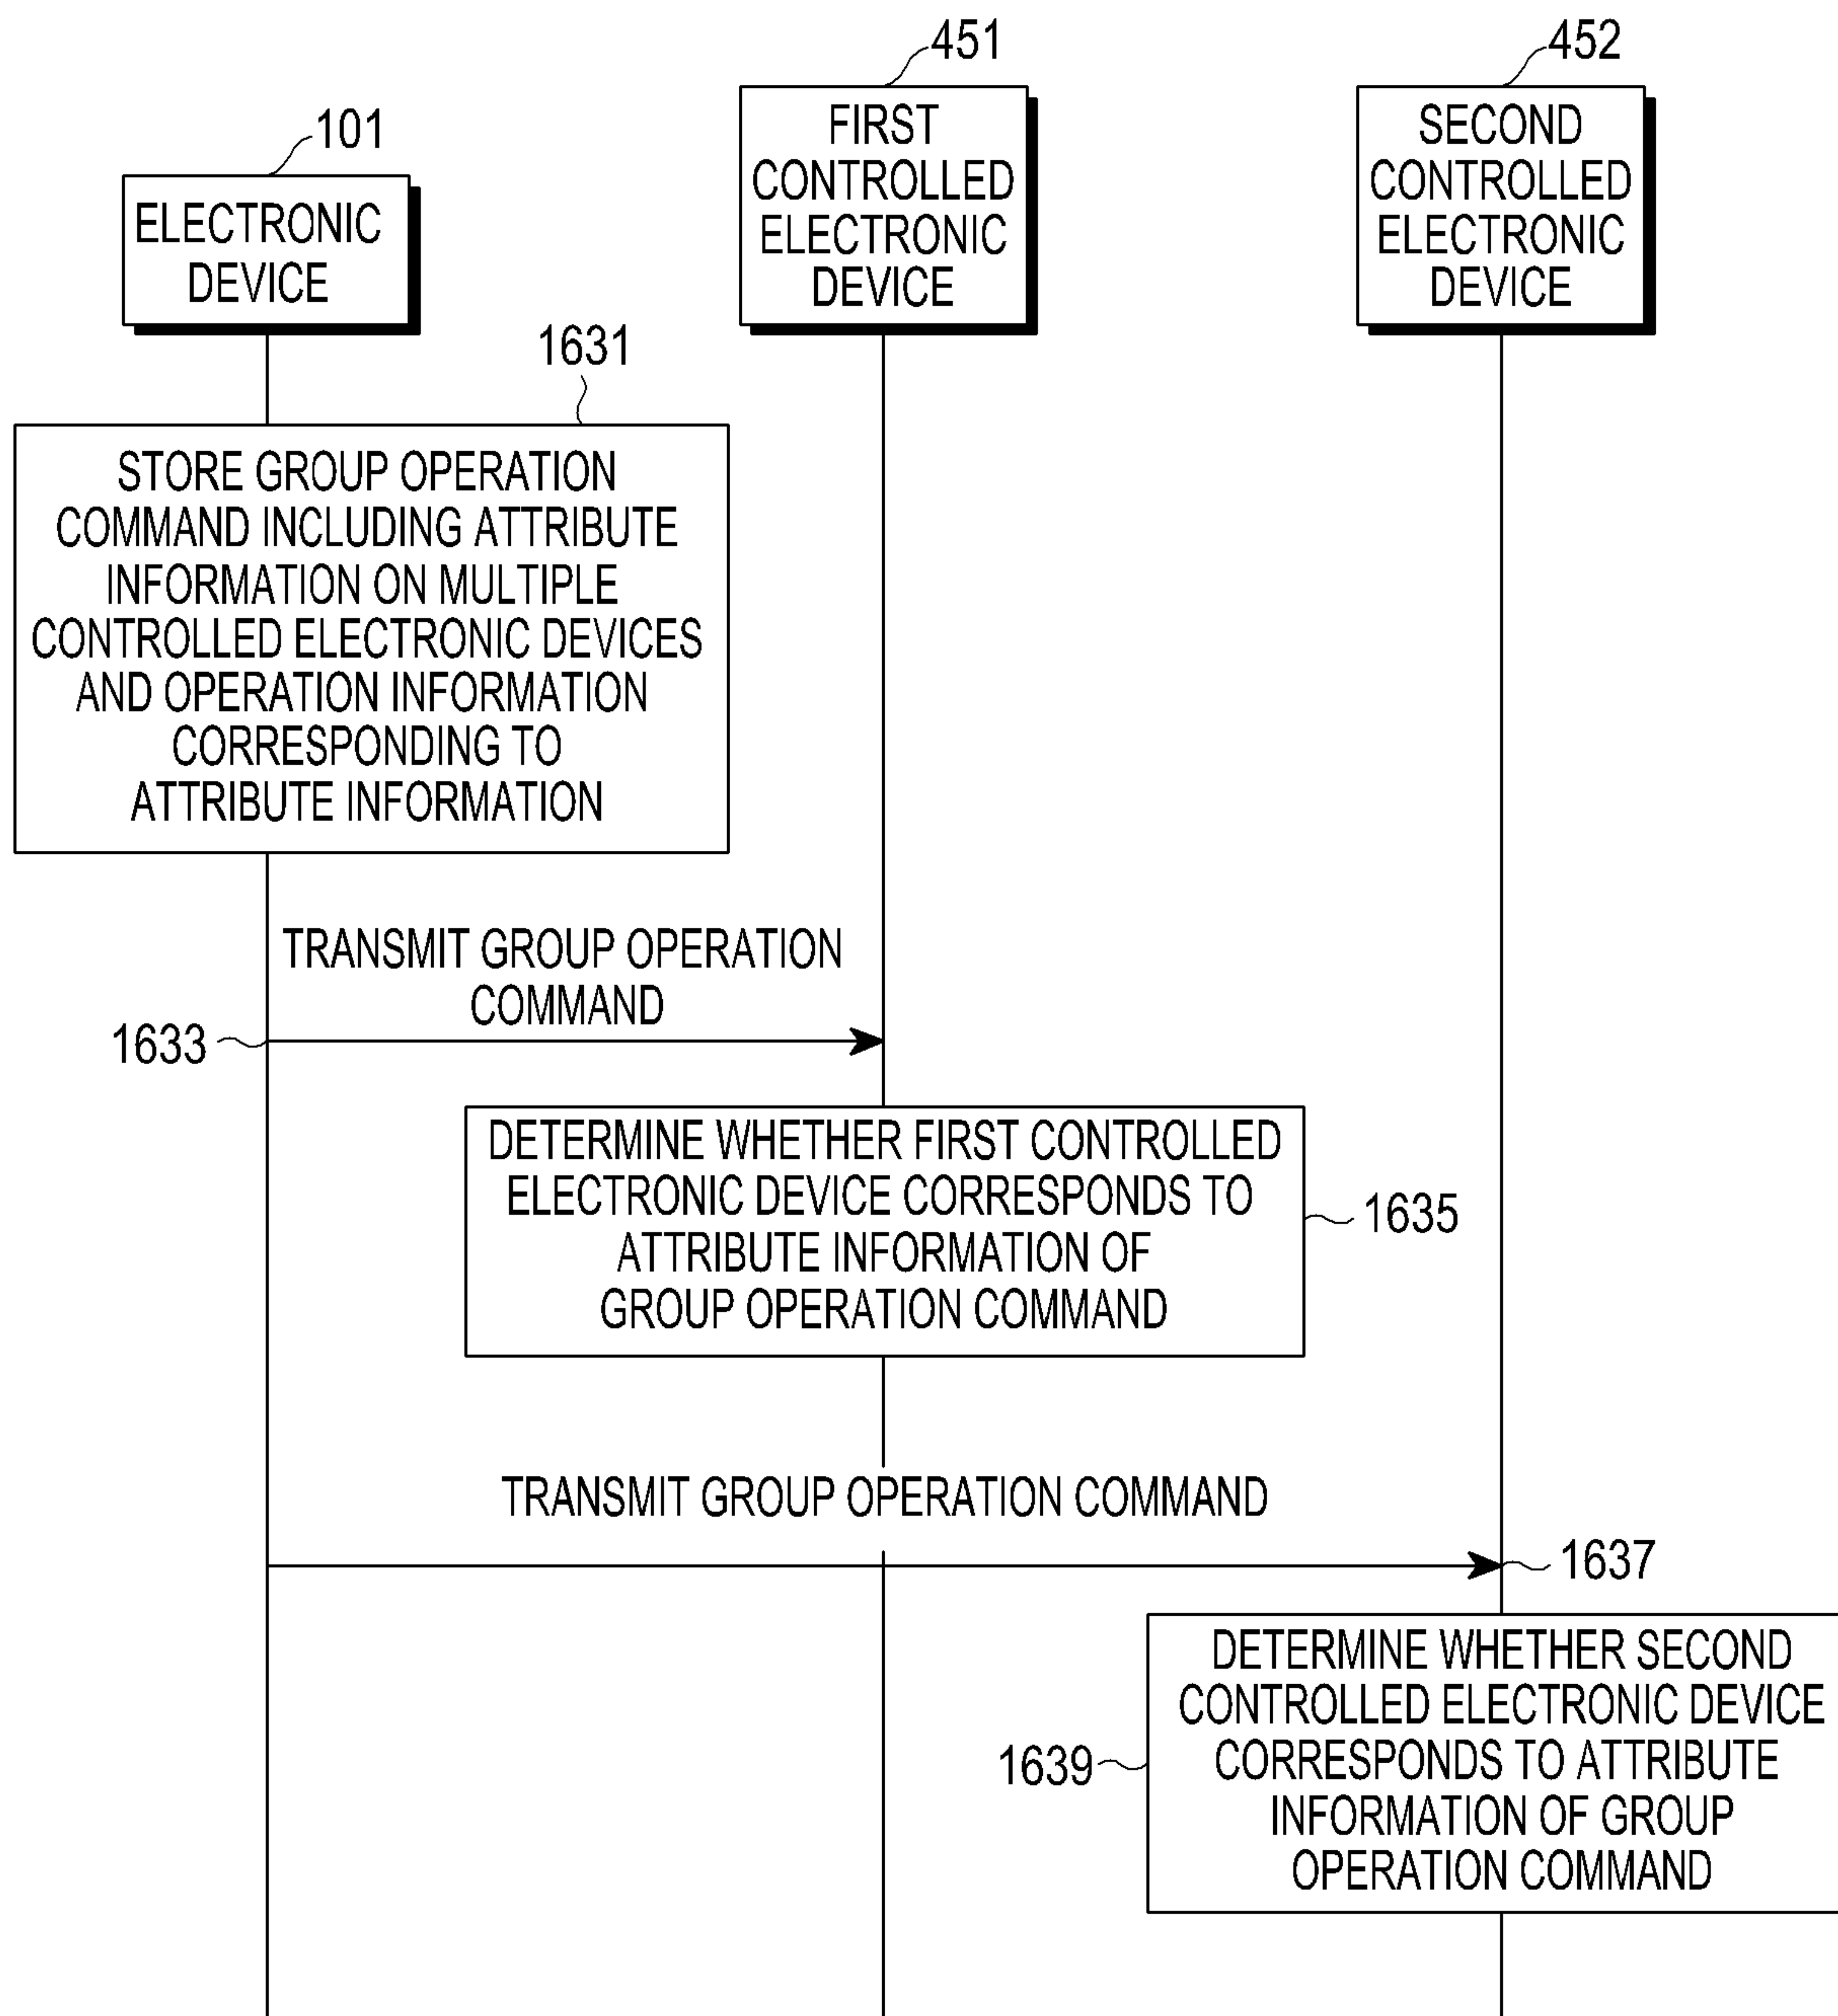 451
452
101
FIRST
CONTROLLED
ELECTRONIC
DEVICE
SECOND
CONTROLLED
ELECTRONIC
DEVICE
ELECTRONIC
DEVICE
1631
STORE GROUP OPERATION
COMMAND INCLUDING ATTRIBUTE
INFORMATION ON MULTIPLE
CONTROLLED ELECTRONIC DEVICES
AND OPERATION INFORMATION
CORRESPONDING TO
ATTRIBUTE INFORMATION
TRANSMIT GROUP OPERATION
COMMAND
1633
DETERMINE WHETHER FIRST CONTROLLED
ELECTRONIC DEVICE CORRESPONDS TO
ATTRIBUTE INFORMATION OF
GROUP OPERATION COMMAND
1635
TRANSMIT GROUP OPERATION COMMAND
1637
DETERMINE WHETHER SECOND
CONTROLLED ELECTRONIC DEVICE
CORRESPONDS TO ATTRIBUTE
INFORMATION OF GROUP
OPERATION COMMAND
1639